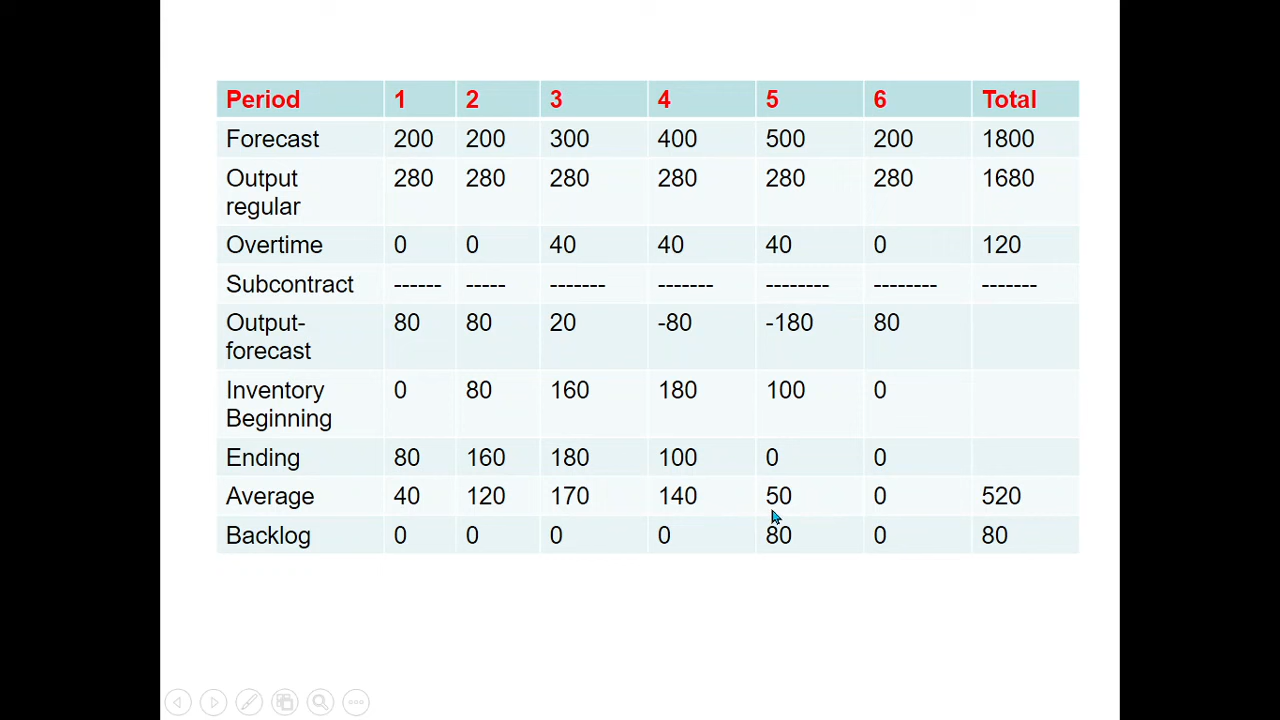 Period 1 2 3 4 5 6 Total
Forecast 200 200 300 400 500 200 1800
Output 280 280 280 280 280 280 1680
regular
Overtime 0 0 40 40 40 0 120
Subcontract ------ ----- ------- ------- -------- -------- -------
Output- 80 80 20 -80 -180 80
forecast
Inventory 0 80 160 180 100 0
Beginning
Ending 80 160 180 100 0 0
Average 40 120 170 140 50 0 520
Backlog 0 0 0 0 80 0 80